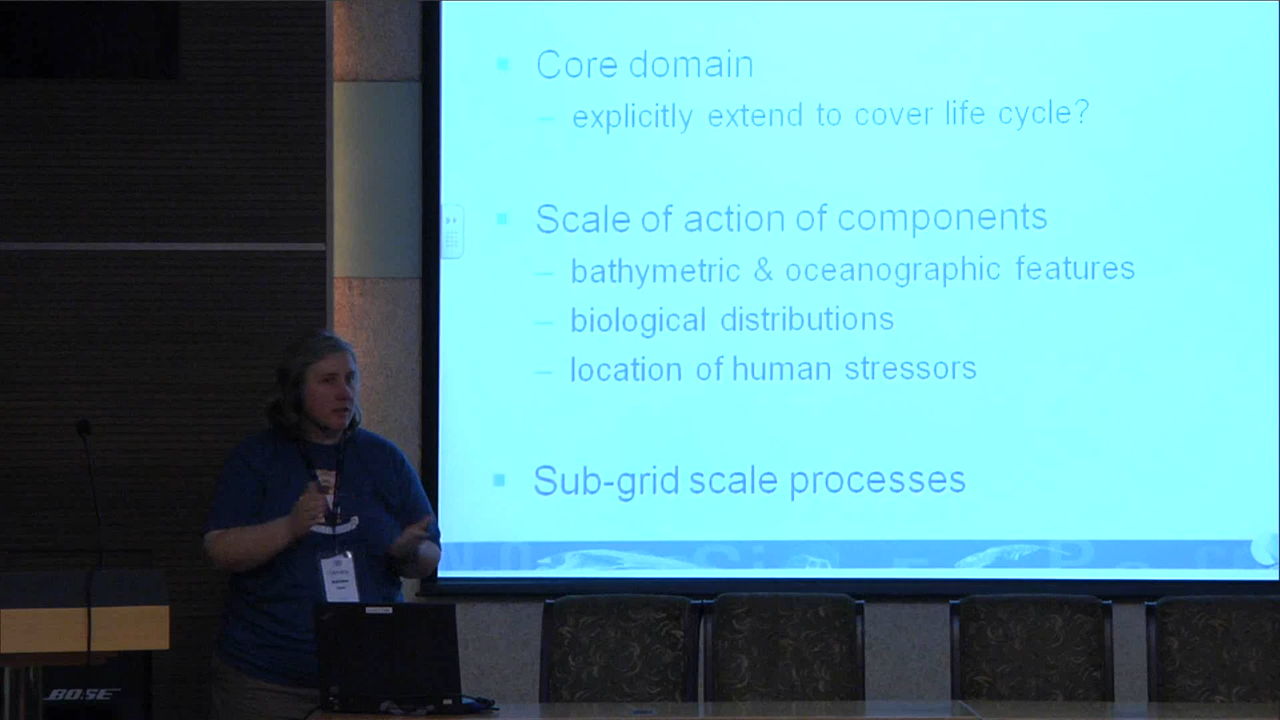 Core domain
– explicitly extend to cover life cycle?
Scale of action of components
– bathymetric & oceanographic features
– biological distributions
– location of human stressors
Sub-grid scale processes
BOSE